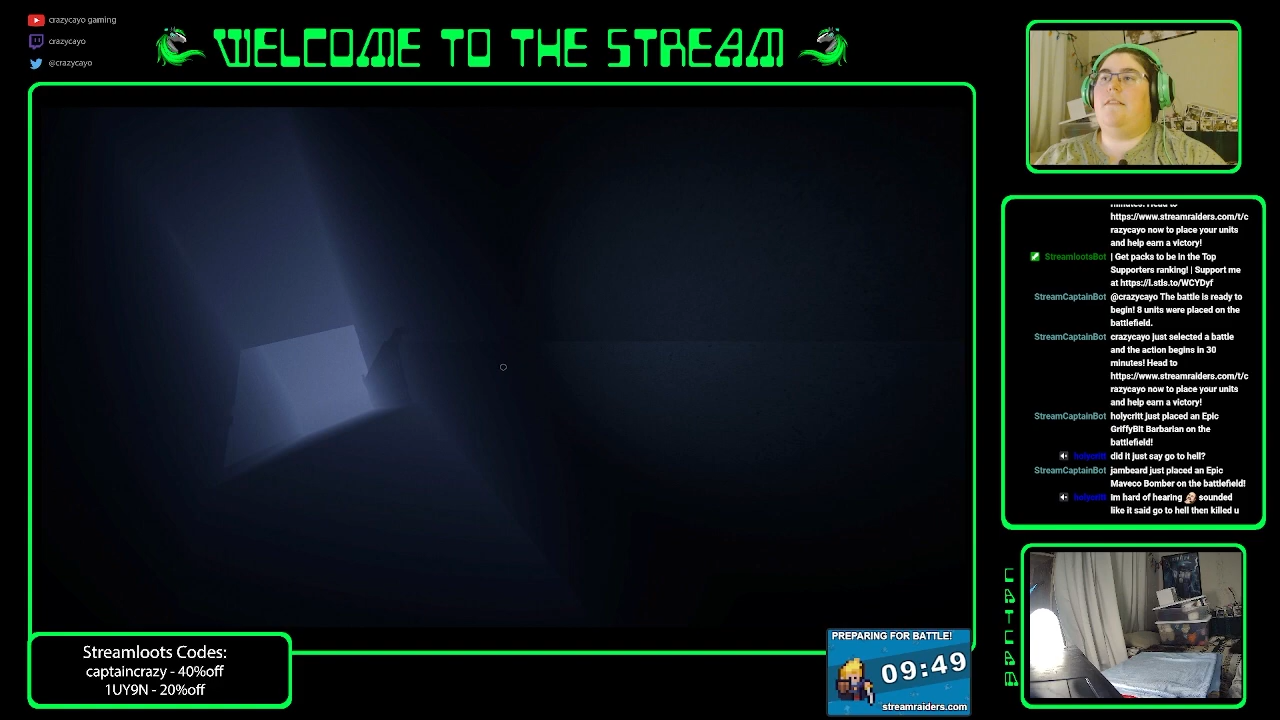 crazycayo gaming
crazycayo
@crazycayo
WELCOME TO THE STREAM
minutes! Head to
https://www.streamraiders.com/t/c
razycayo now to place your units
and help earn a victory!
StreamlootsBot | Get packs to be in the Top
Supporters ranking! | Support me
at https://l.stls.to/WCYDyf
StreamCaptainBot @crazycayo The battle is ready to
begin! 8 units were placed on the
battlefield.
StreamCaptainBot crazycayo just selected a battle
and the action begins in 30
minutes! Head to
https://www.streamraiders.com/t/c
razycayo now to place your units
and help earn a victory!
StreamCaptainBot holycritt just placed an Epic
GriffyBit Barbarian on the
battlefield!
holycritt did it just say go to hell?
StreamCaptainBot jambeard just placed an Epic
Maveco Bomber on the battlefield!
holycritt Im hard of hearing sounded
like it said go to hell then killed u
CATCAM
Streamloots Codes:
captaincrazy - 40%off
1UY9N - 20%off
PREPARING FOR BATTLE!
09:49
streamraiders.com